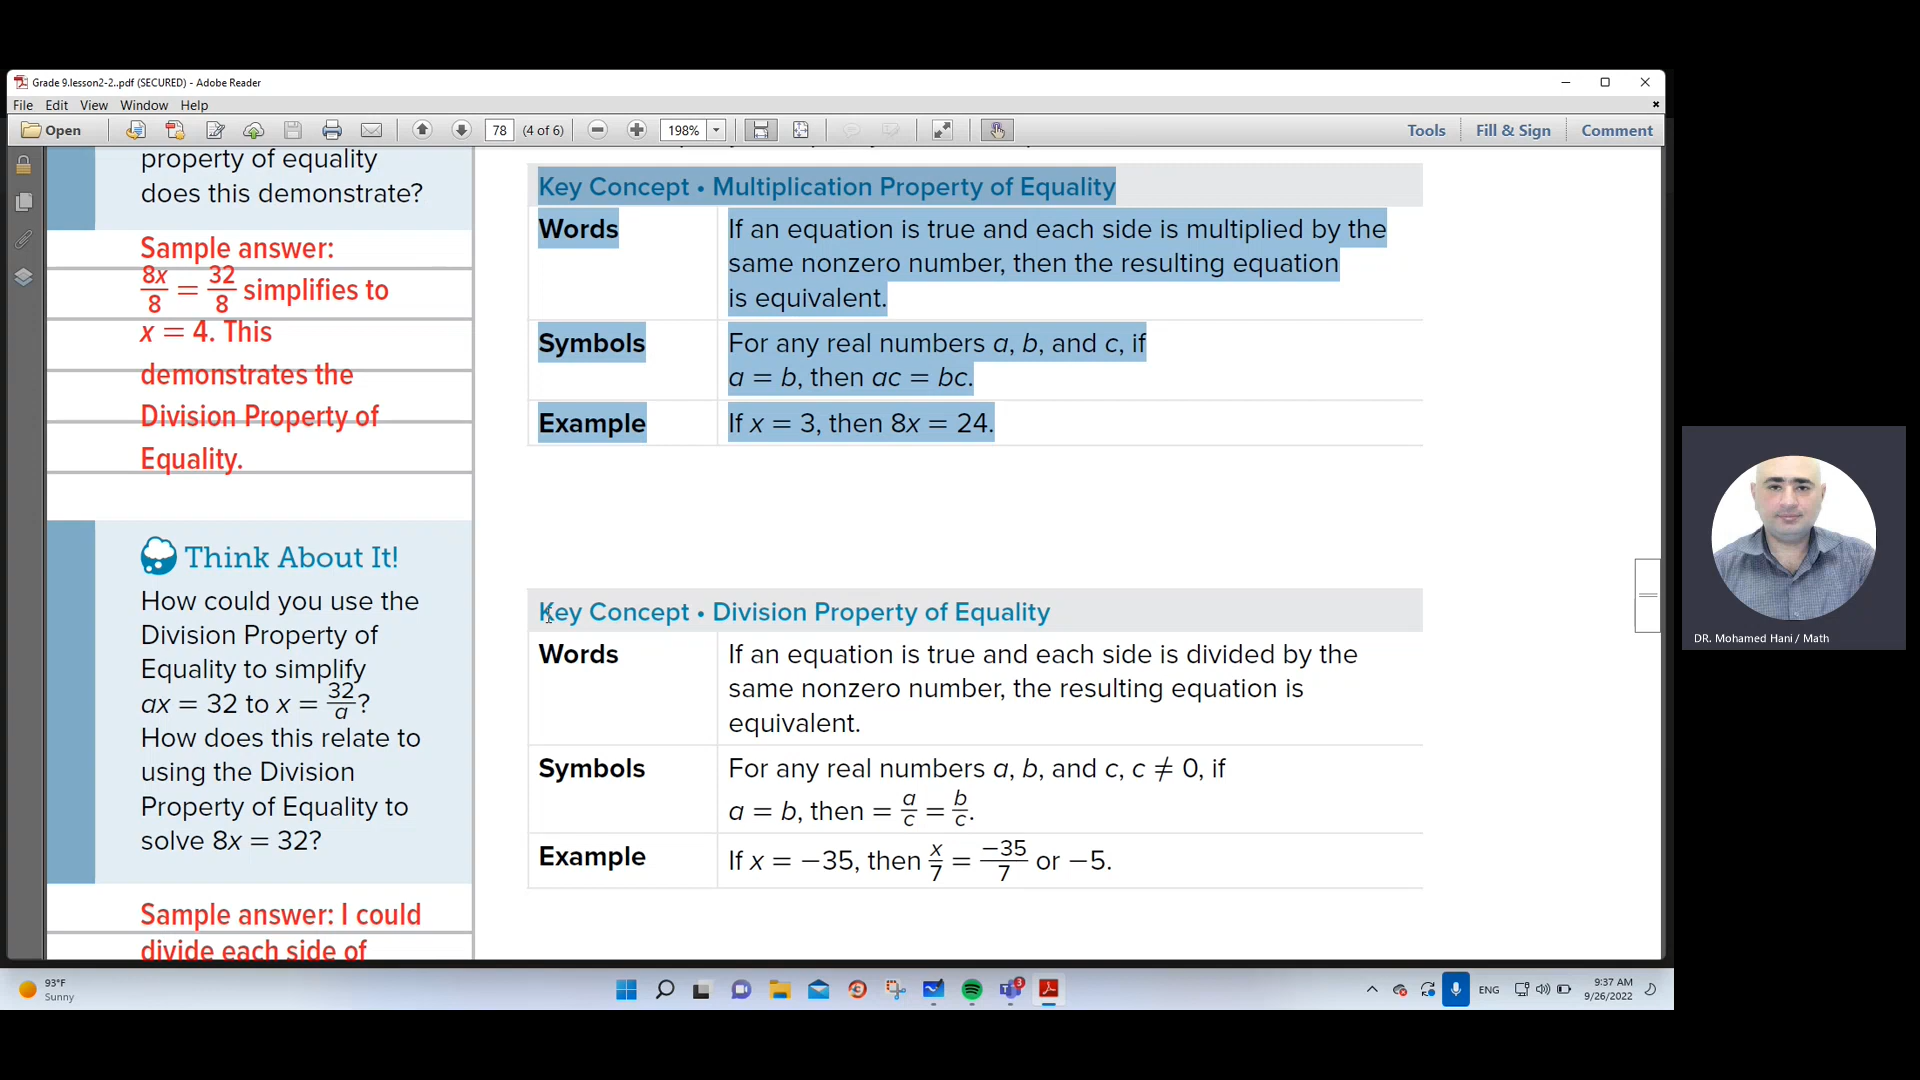 Grade 9.lesson2-2..pdf (SECURED) - Adobe Reader
File Edit View Window Help
Open 78 (4 of 6) 198% Tools Fill & Sign Comment
property of equality
does this demonstrate?
Sample answer:
8x/8 = 32/8 simplifies to
x = 4. This
demonstrates the
Division Property of
Equality.
Think About It!
How could you use the
Division Property of
Equality to simplify
ax = 32 to x = 32/a?
How does this relate to
using the Division
Property of Equality to
solve 8x = 32?
Sample answer: I could
divide each side of
Key Concept • Multiplication Property of Equality
Words If an equation is true and each side is multiplied by the
same nonzero number, then the resulting equation
is equivalent.
Symbols For any real numbers a, b, and c, if
a = b, then ac = bc.
Example If x = 3, then 8x = 24.
Key Concept • Division Property of Equality
Words If an equation is true and each side is divided by the
same nonzero number, the resulting equation is
equivalent.
Symbols For any real numbers a, b, and c, c ≠ 0, if
a = b, then = a/c = b/c.
Example If x = −35, then x/7 = −35/7 or −5.
DR. Mohamed Hani / Math
93°F
Sunny
3
ENG
9:37 AM
9/26/2022